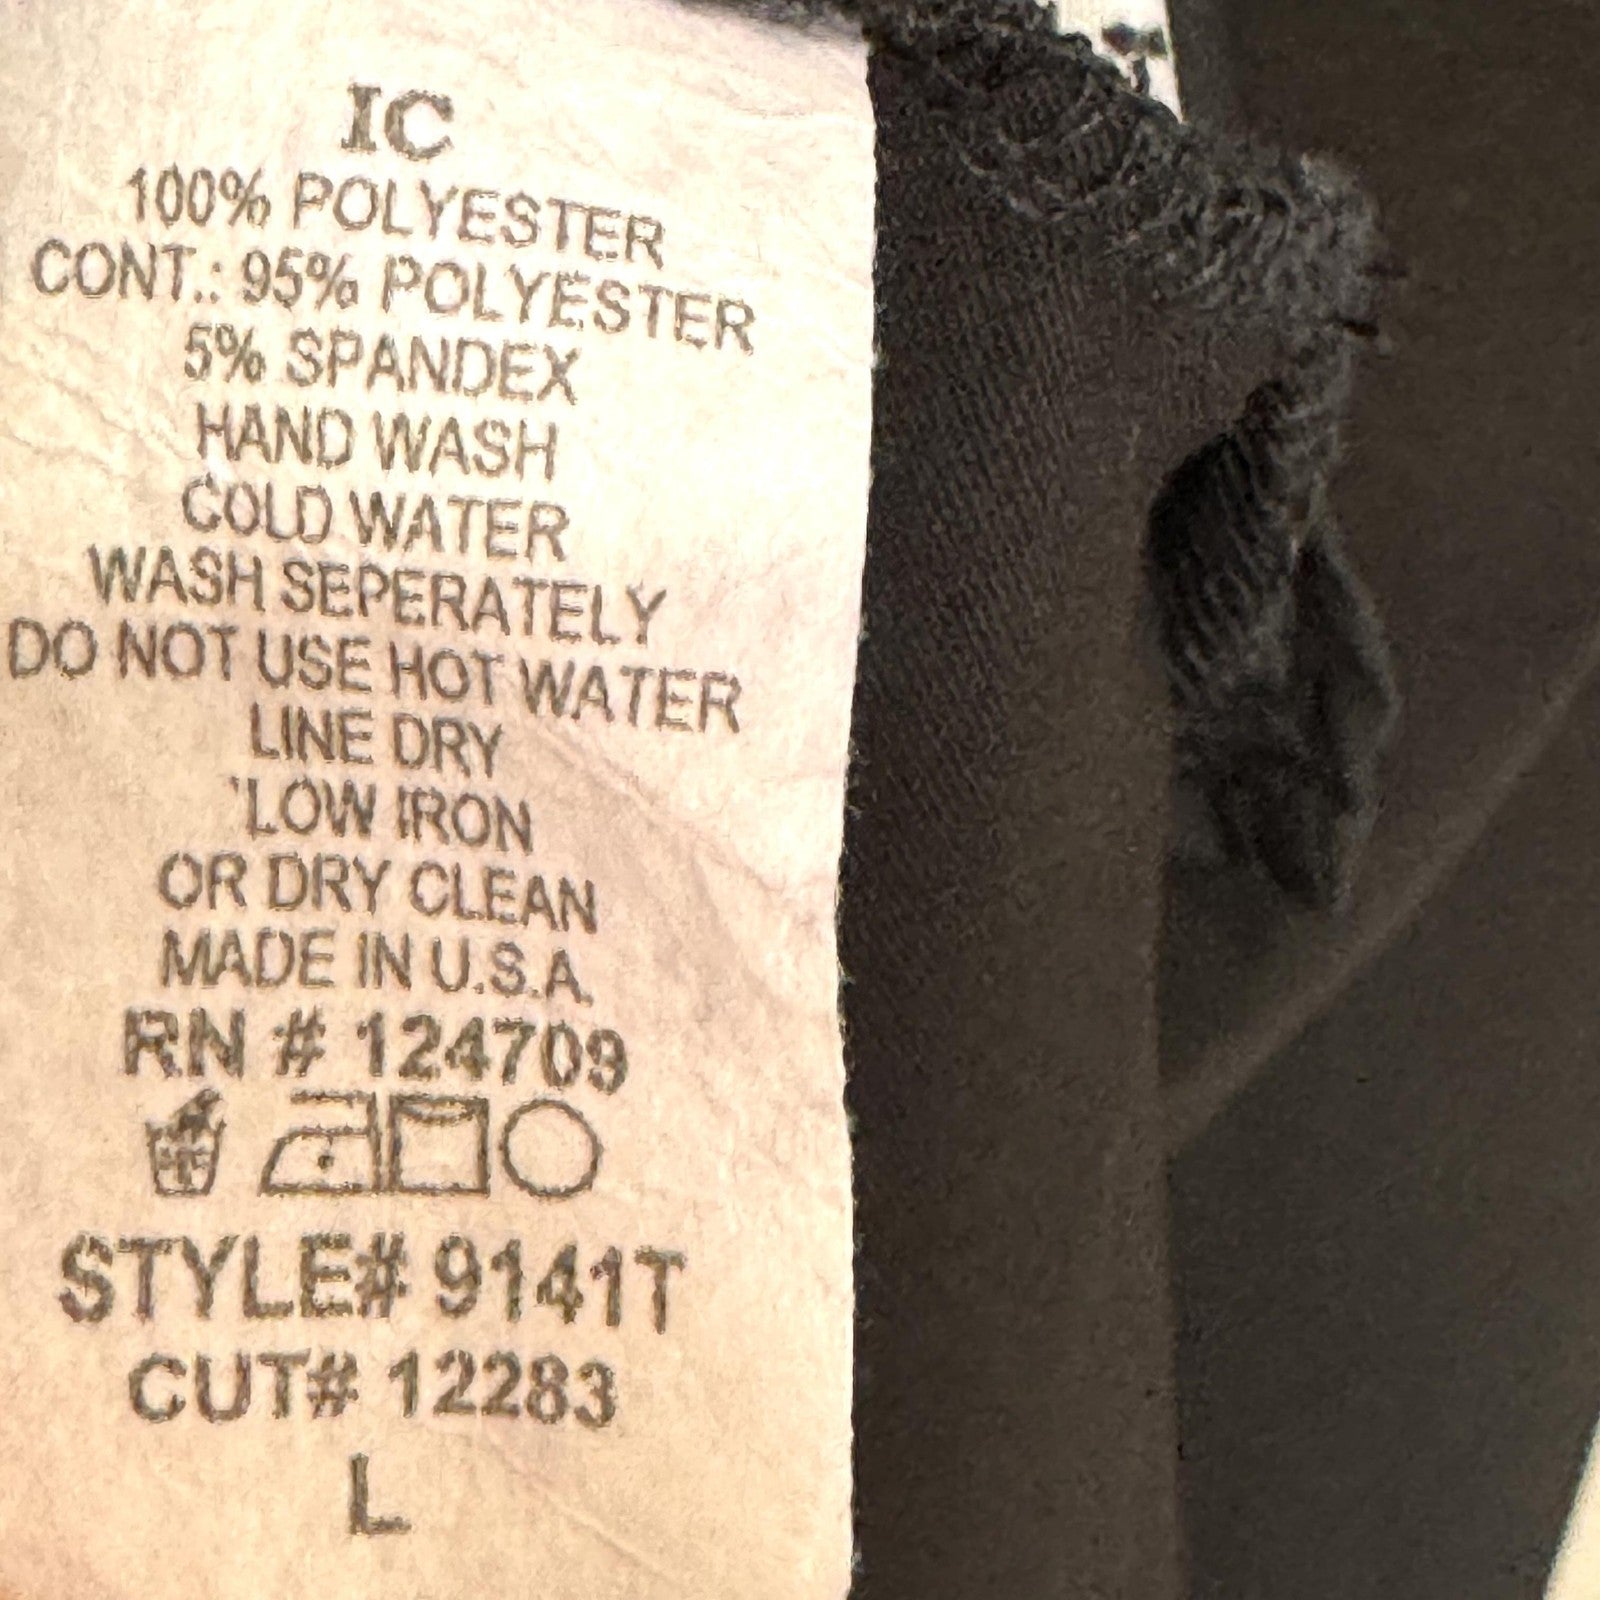 IC
100% POLYESTER
CONT.: 95% POLYESTER
5% SPANDEX
HAND WASH
COLD WATER
WASH SEPERATELY
DO NOT USE HOT WATER
LINE DRY
LOW IRON
OR DRY CLEAN
MADE IN U.S.A.
RN # 124709
STYLE# 9141T
CUT# 12283
L